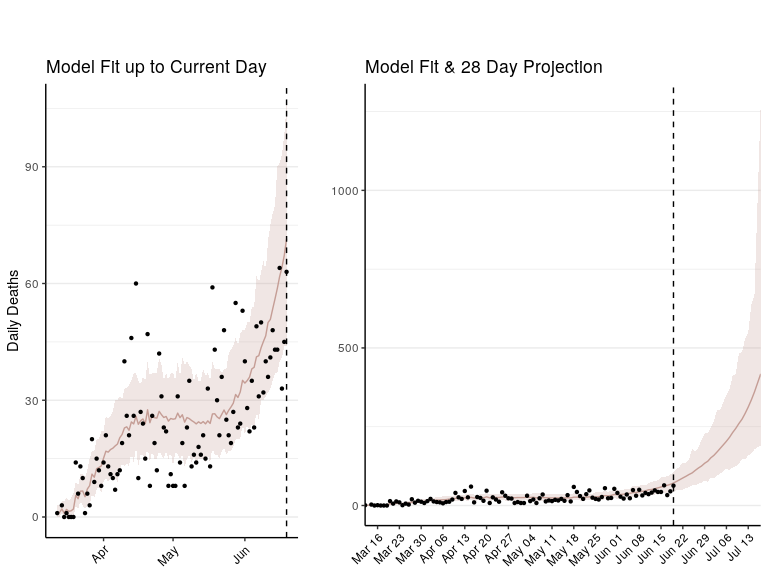 Model Fit up to Current Day
Daily Deaths
90
60
30
0
Apr
May
Jun
Model Fit & 28 Day Projection
1000
500
0
Mar 16
Mar 23
Mar 30
Apr 06
Apr 13
Apr 20
Apr 27
May 04
May 11
May 18
May 25
Jun 01
Jun 08
Jun 15
Jun 22
Jun 29
Jul 06
Jul 13